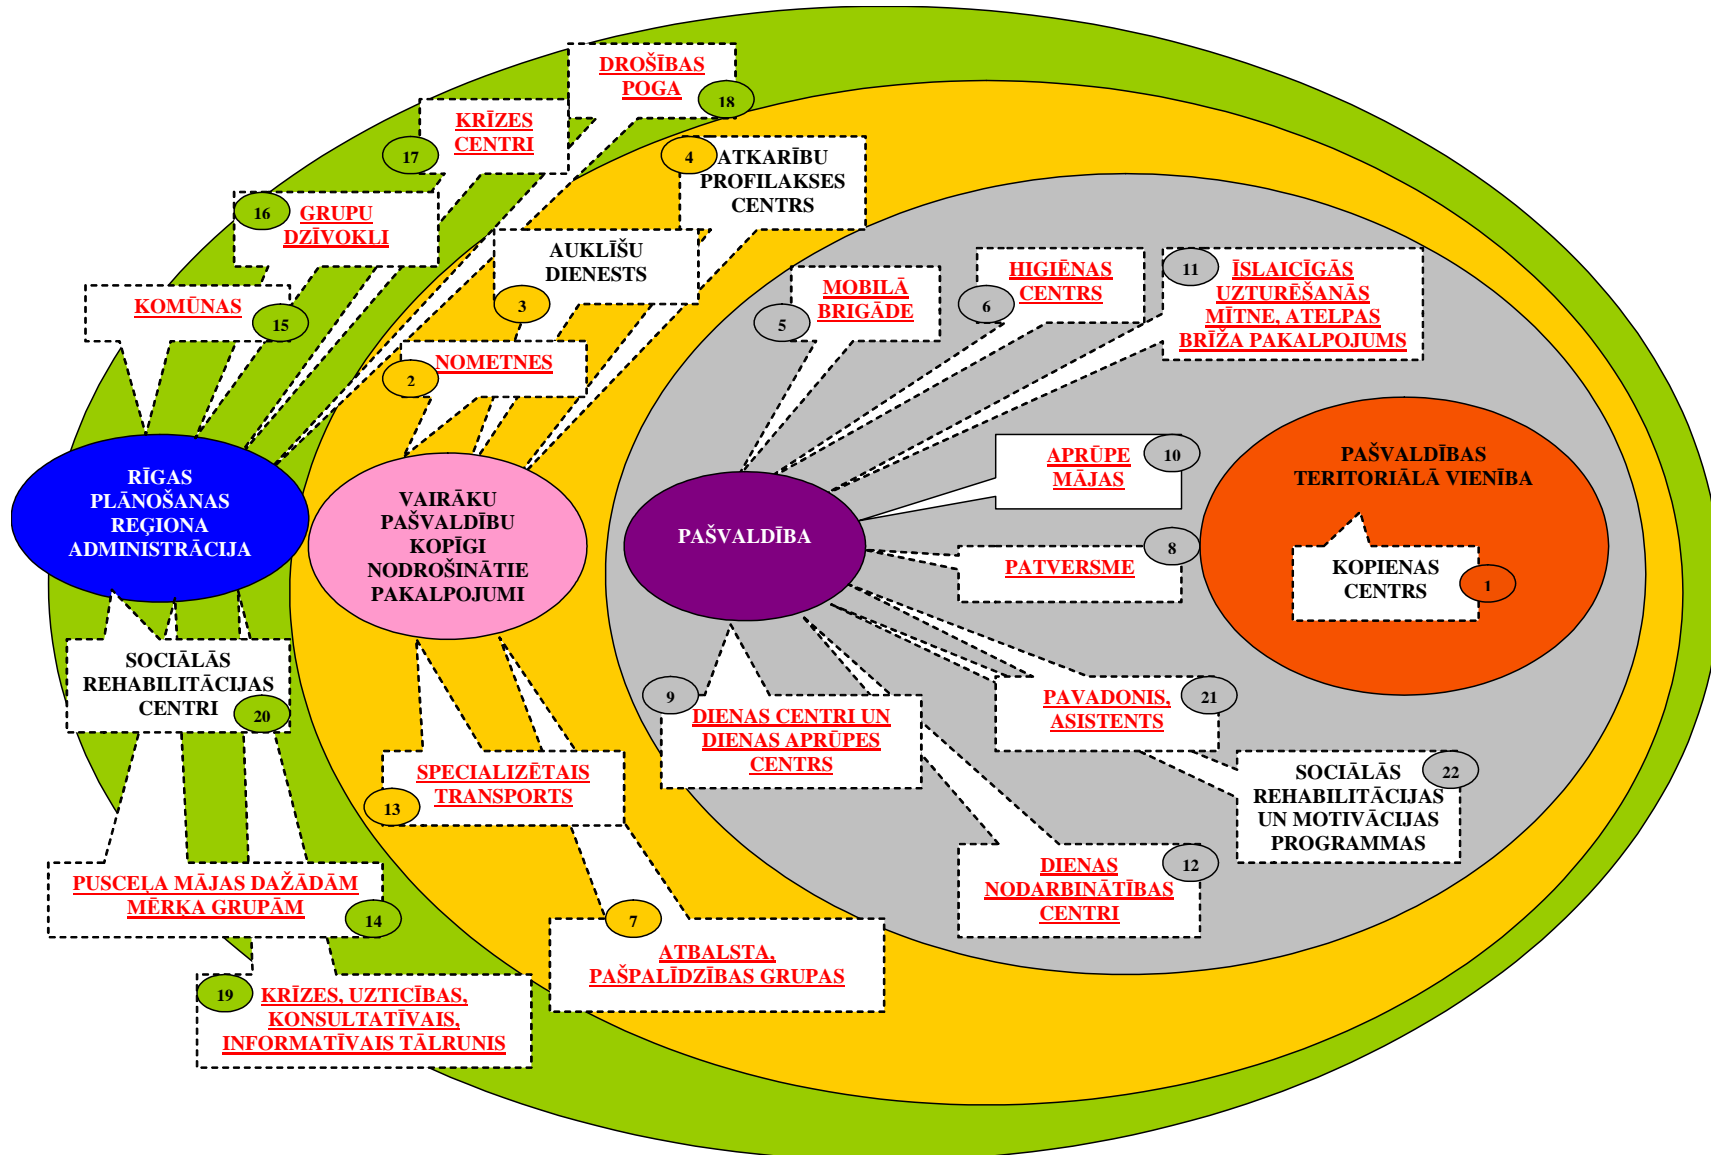 DROŠĪBAS
POGA
18
KRĪZES
CENTRI
17
4
ATKARĪBU
PROFILAKSES
CENTRS
16
GRUPU
DZĪVOKLI
AUKLĪŠU
DIENESTS
3
KOMŪNAS
15
NOMETNES
2
MOBILĀ
BRIGĀDE
5
HIGIĒNAS
CENTRS
6
11
ĪSLAICĪGĀS
UZTURĒŠANĀS
MĪTNE, ATELPAS
BRĪŽA PAKALPOJUMS
RĪGAS
PLĀNOŠANAS
REĢIONA
ADMINISTRĀCIJA
VAIRĀKU
PAŠVALDĪBU
KOPĪGI
NODROŠINĀTIE
PAKALPOJUMI
PAŠVALDĪBA
APRŪPE
MĀJAS
10
PAŠVALDĪBAS
TERITORIĀLĀ VIENĪBA
PATVERSME
8
KOPIENAS
CENTRS
1
SOCIĀLĀS
REHABILITĀCIJAS
CENTRI
20
9
DIENAS CENTRI UN
DIENAS APRŪPES
CENTRS
PAVADONIS,
ASISTENTS
21
SPECIALIZĒTAIS
TRANSPORTS
13
SOCIĀLĀS
REHABILITĀCIJAS
UN MOTIVĀCIJAS
PROGRAMMAS
22
PUSCEĻA MĀJAS DAŽĀDĀM
MĒRKA GRUPĀM
14
DIENAS
NODARBINĀTĪBAS
CENTRI
12
7
ATBALSTA,
PAŠPALĪDZĪBAS GRUPAS
19
KRĪZES, UZTICĪBAS,
KONSULTATĪVAIS,
INFORMATĪVAIS TĀLRUNIS